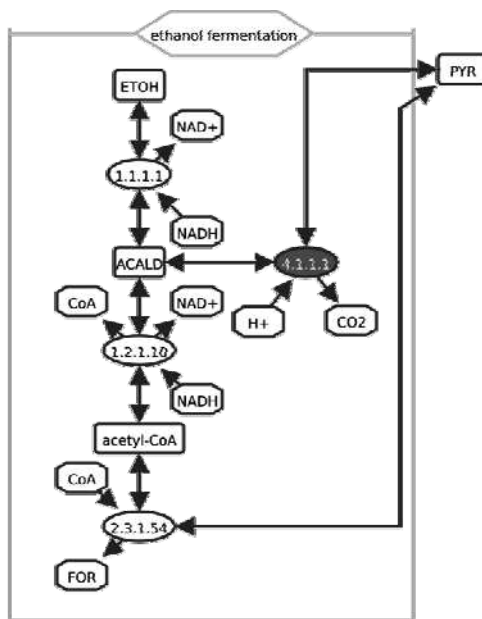 ethanol fermentation
PYR
ETOH
NAD+
1.1.1.1
NADH
ACALD
4.1.1.1
CoA
NAD+
H+
CO2
1.2.1.10
NADH
acetyl-CoA
CoA
2.3.1.54
FOR